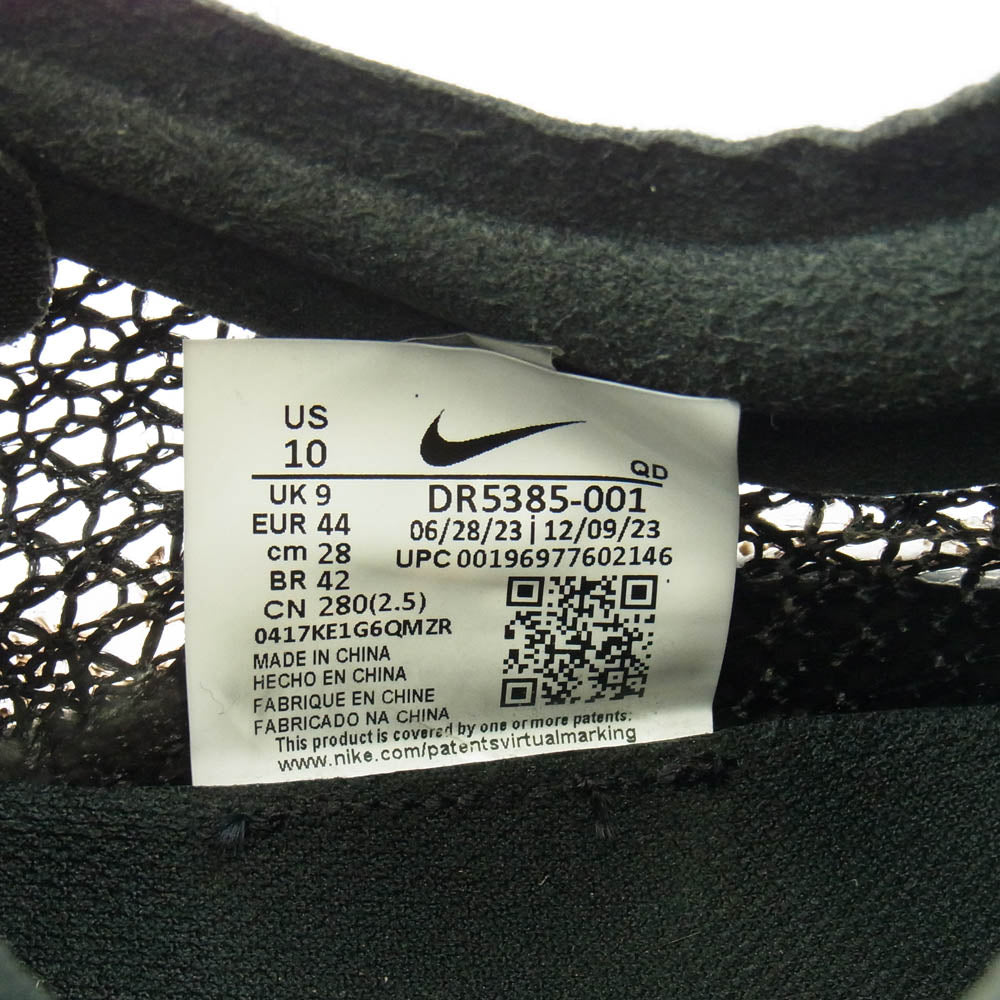 US
10
QD
UK 9
DR5385-001
EUR 44
06/28/23 | 12/09/23
cm 28
UPC 00196977602146
BR 42
CN 280(2.5)
0417KE1G6QMZR
MADE IN CHINA
HECHO EN CHINA
FABRIQUE EN CHINE
FABRICADO NA CHINA
This product is covered by one or more patents:
www.nike.com/patentsvirtualmarking